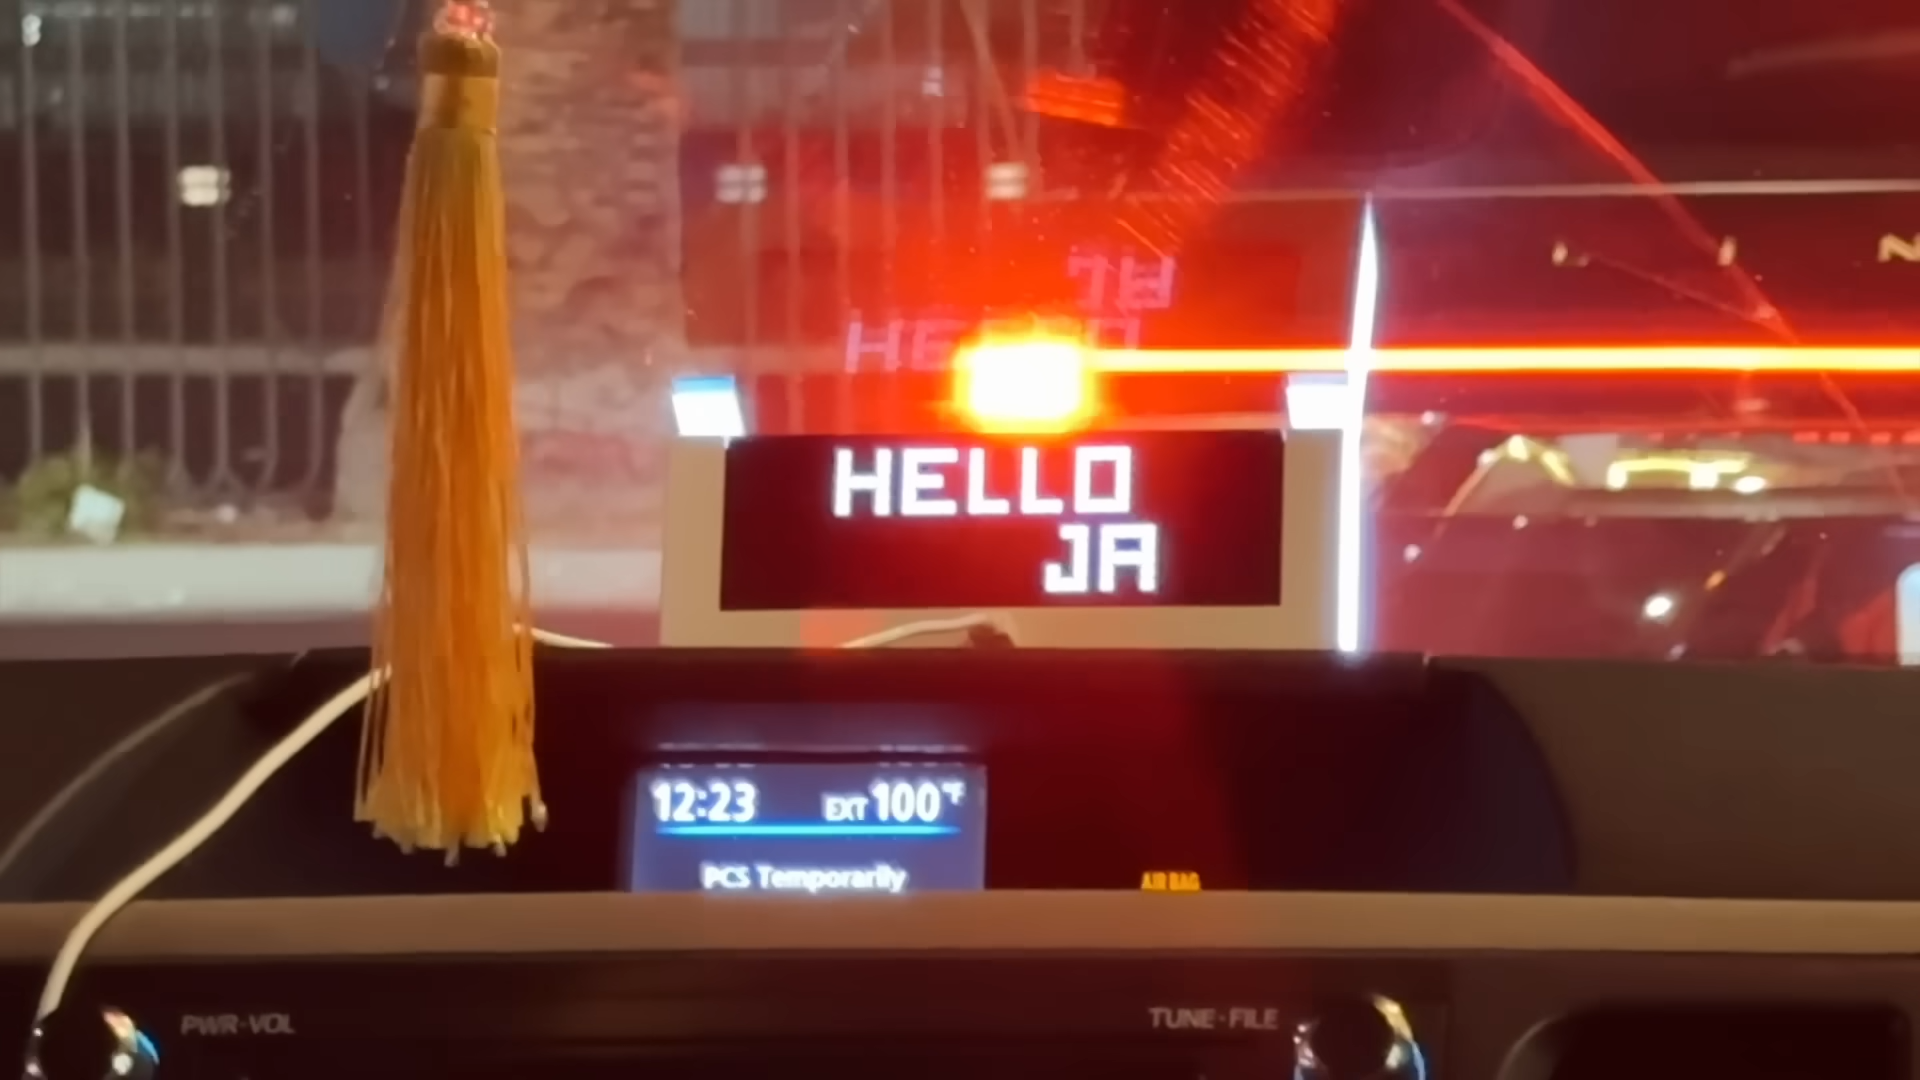 HELLO
JA
12:23 EXT 100°F
PCS Temporarily
AIR BAG
PWR·VOL
TUNE·FILE